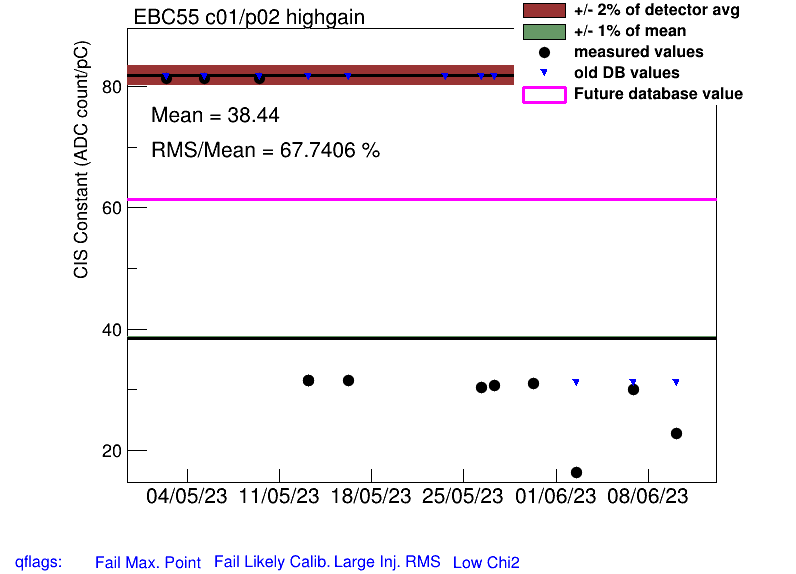 EBC55 c01/p02 highgain
+/- 2% of detector avg
+/- 1% of mean
measured values
old DB values
Future database value
CIS Constant (ADC count/pC)
80
60
40
20
Mean = 38.44
RMS/Mean = 67.7406 %
04/05/23 11/05/23 18/05/23 25/05/23 01/06/23 08/06/23
qflags: Fail Max. Point Fail Likely Calib. Large Inj. RMS Low Chi2